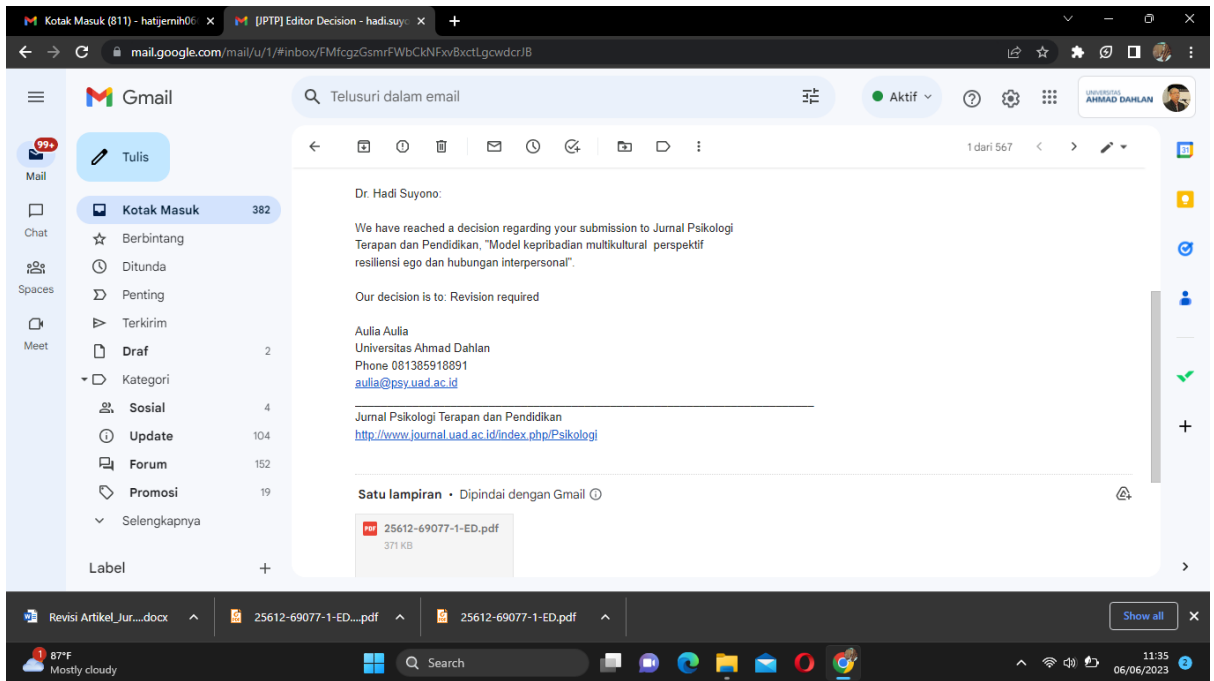 Kotak Masuk (811) - hatijernih06
[JPTP] Editor Decision - hadi.suyo
mail.google.com/mail/u/1/#inbox/FMfcgzGsmrFWbCkNFxvBxctLgcwdcrJB
Gmail
Telusuri dalam email
Aktif
UNIVERSITAS
AHMAD DAHLAN
99+
Mail
Chat
Spaces
Meet
Tulis
Kotak Masuk 382
Berbintang
Ditunda
Penting
Terkirim
Draf 2
Kategori
Sosial 4
Update 104
Forum 152
Promosi 19
Selengkapnya
Label
1 dari 567
31
Dr. Hadi Suyono:
We have reached a decision regarding your submission to Jurnal Psikologi
Terapan dan Pendidikan, "Model kepribadian multikultural  perspektif
resiliensi ego dan hubungan interpersonal".
Our decision is to: Revision required
Aulia Aulia
Universitas Ahmad Dahlan
Phone 081385918891
aulia@psy.uad.ac.id
Jurnal Psikologi Terapan dan Pendidikan
http://www.journal.uad.ac.id/index.php/Psikologi
Satu lampiran • Dipindai dengan Gmail
PDF 25612-69077-1-ED.pdf
371 KB
Revisi Artikel_Jur....docx
25612-69077-1-ED....pdf
25612-69077-1-ED.pdf
Show all
1
87°F
Mostly cloudy
Search
11:35
06/06/2023
2